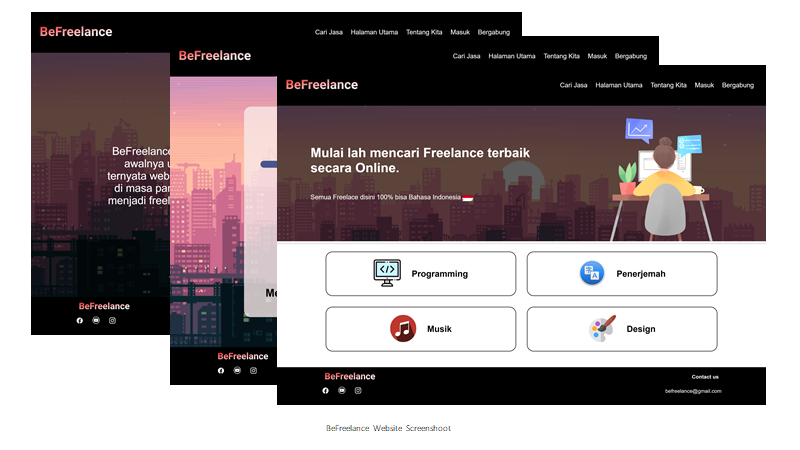 BeFreelance
Cari Jasa Halaman Utama Tentang Kita Masuk Bergabung
BeFreelance
awalnya
ternyata web
di masa
menjadi
BeFreelance
BeFreelance
Cari Jasa Halaman Utama Tentang Kita Masuk Bergabung
BeFreelance
BeFreelance
Cari Jasa Halaman Utama Tentang Kita Masuk Bergabung
Mulai lah mencari Freelance terbaik
secara Online.
Semua Freelace disini 100% bisa Bahasa Indonesia
Programming
Penerjemah
Musik
Design
BeFreelance
Contact us
befreelance@gmail.com
BeFreelance Website Screenshoot